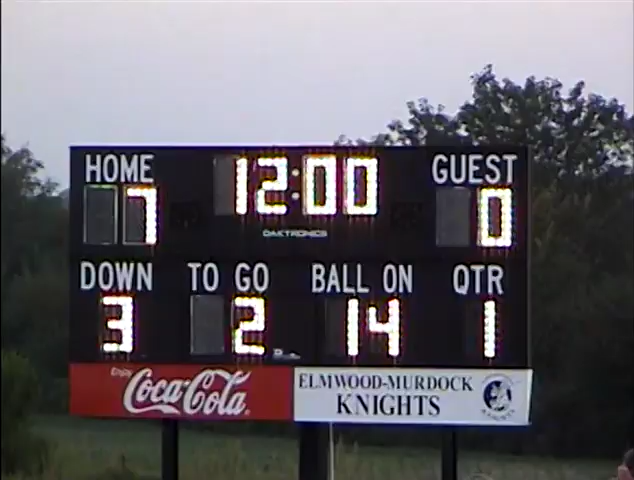 HOME 12:00 GUEST
7 0
DAKTRONICS
DOWN TO GO BALL ON QTR
3 2 14 1
Enjoy Coca-Cola
ELMWOOD-MURDOCK
KNIGHTS